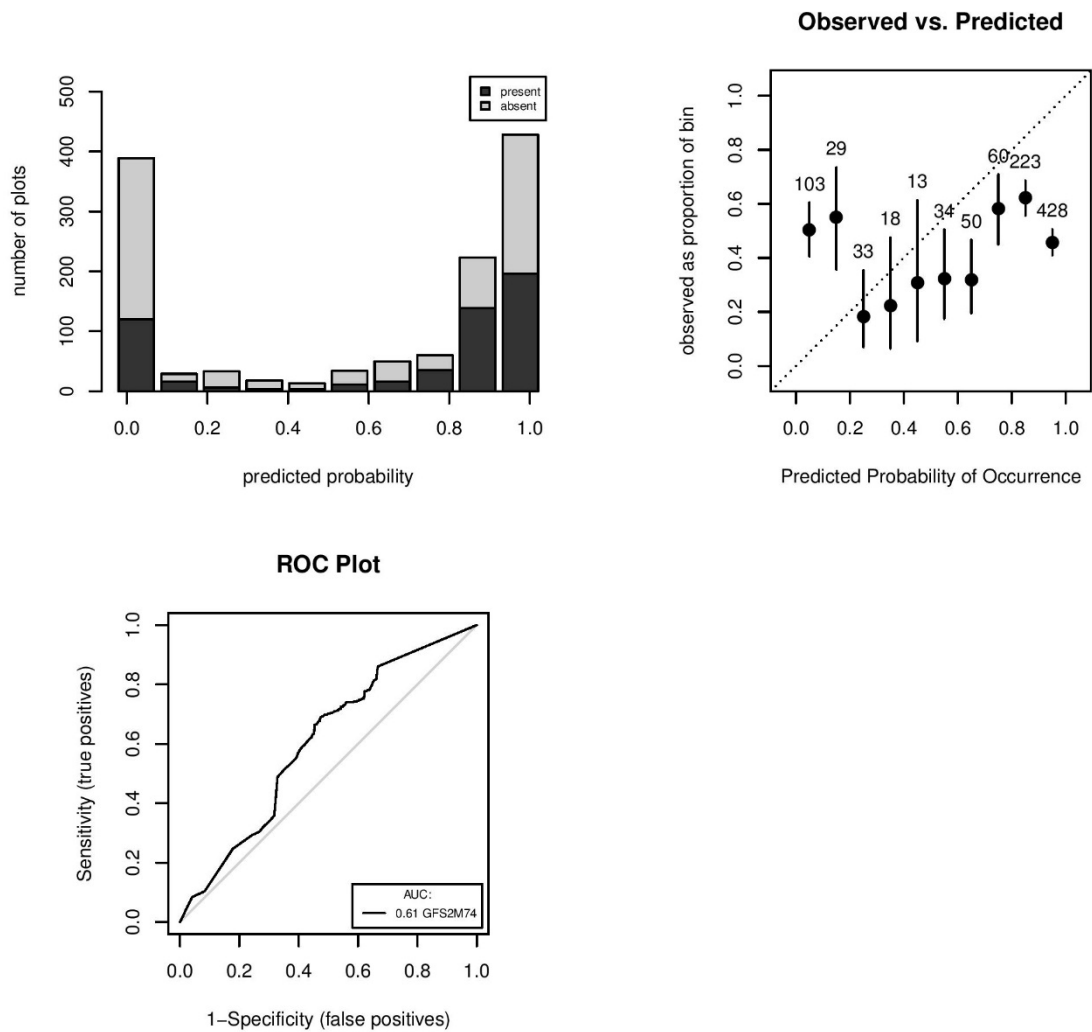 number of plots
500
400
300
200
100
0
present
absent
0.0 0.2 0.4 0.6 0.8 1.0
predicted probability
Observed vs. Predicted
observed as proportion of bin
1.0
0.8
0.6
0.4
0.2
0.0
103
29
33
18
13
34
50
60
223
428
0.0 0.2 0.4 0.6 0.8 1.0
Predicted Probability of Occurrence
ROC Plot
Sensitivity (true positives)
1.0
0.8
0.6
0.4
0.2
0.0
AUC:
0.61 GFS2M74
0.0 0.2 0.4 0.6 0.8 1.0
1−Specificity (false positives)